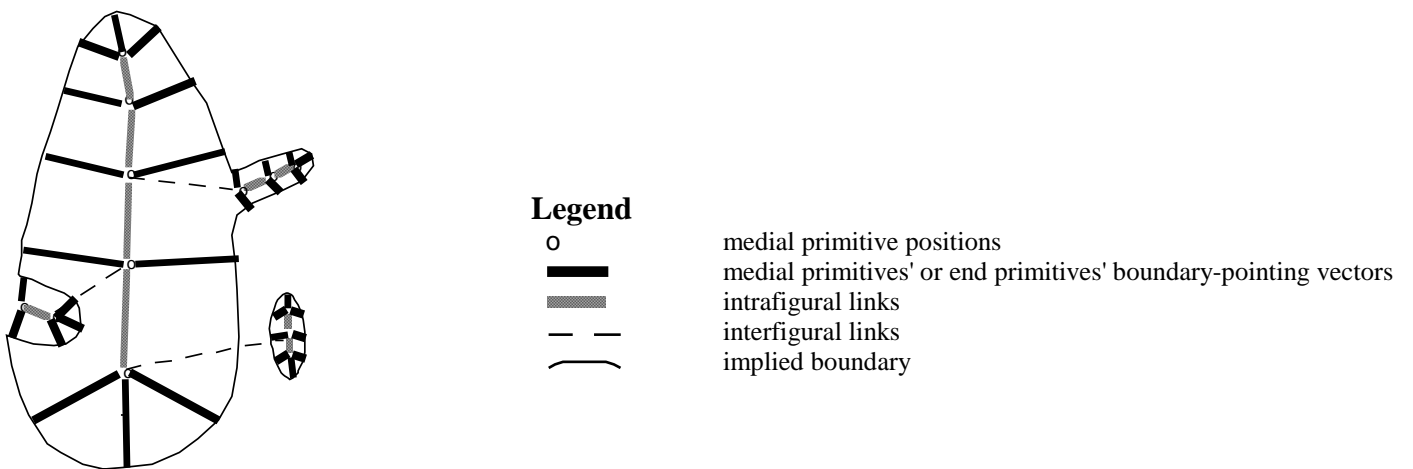 Legend
o medial primitive positions
medial primitives' or end primitives' boundary-pointing vectors
intrafigural links
interfigural links
implied boundary